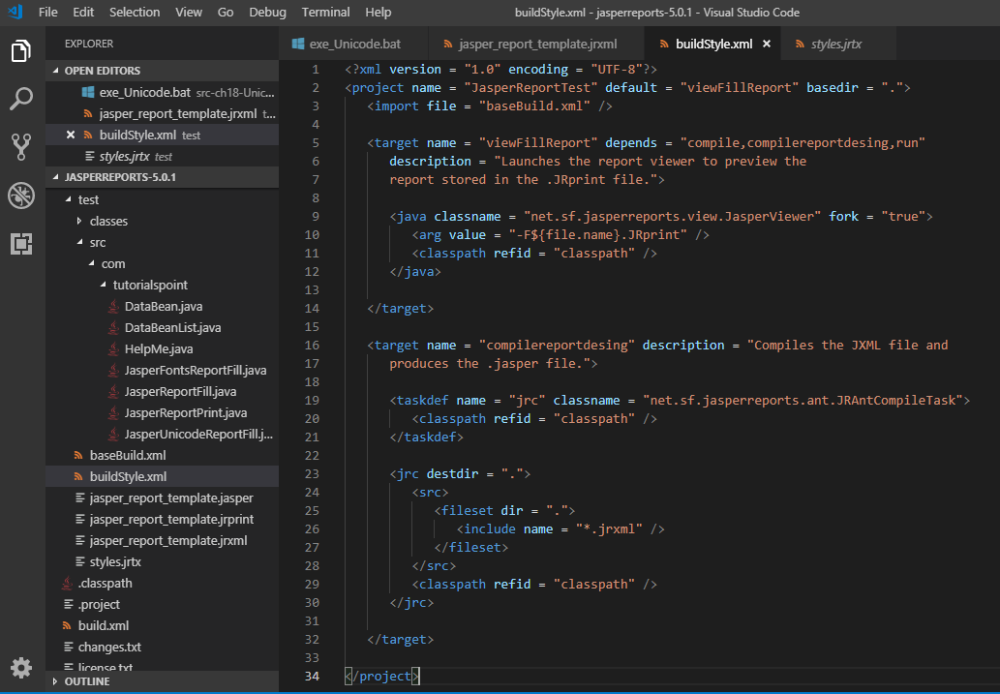 File Edit Selection View Go Debug Terminal Help buildStyle.xml - jasperreports-5.0.1 - Visual Studio Code
EXPLORER
OPEN EDITORS
exe_Unicode.bat src-ch18-Unic...
jasper_report_template.jrxml t...
buildStyle.xml test
styles.jrtx test
JASPERREPORTS-5.0.1
test
classes
src
com
tutorialspoint
DataBean.java
DataBeanList.java
HelpMe.java
JasperFontsReportFill.java
JasperReportFill.java
JasperReportPrint.java
JasperUnicodeReportFill.j...
baseBuild.xml
buildStyle.xml
jasper_report_template.jasper
jasper_report_template.jrprint
jasper_report_template.jrxml
styles.jrtx
.classpath
.project
build.xml
changes.txt
license.txt
OUTLINE
exe_Unicode.bat jasper_report_template.jrxml buildStyle.xml styles.jrtx
1 <?xml version = "1.0" encoding = "UTF-8"?>
2 <project name = "JasperReportTest" default = "viewFillReport" basedir = ".">
3 <import file = "baseBuild.xml" />
4
5 <target name = "viewFillReport" depends = "compile,compilereportdesing,run"
6 description = "Launches the report viewer to preview the
7 report stored in the .JRprint file.">
8
9 <java classname = "net.sf.jasperreports.view.JasperViewer" fork = "true">
10 <arg value = "-F${file.name}.JRprint" />
11 <classpath refid = "classpath" />
12 </java>
13
14 </target>
15
16 <target name = "compilereportdesing" description = "Compiles the JXML file and
17 produces the .jasper file.">
18
19 <taskdef name = "jrc" classname = "net.sf.jasperreports.ant.JRAntCompileTask">
20 <classpath refid = "classpath" />
21 </taskdef>
22
23 <jrc destdir = ".">
24 <src>
25 <fileset dir = ".">
26 <include name = "*.jrxml" />
27 </fileset>
28 </src>
29 <classpath refid = "classpath" />
30 </jrc>
31
32 </target>
33
34 </project>